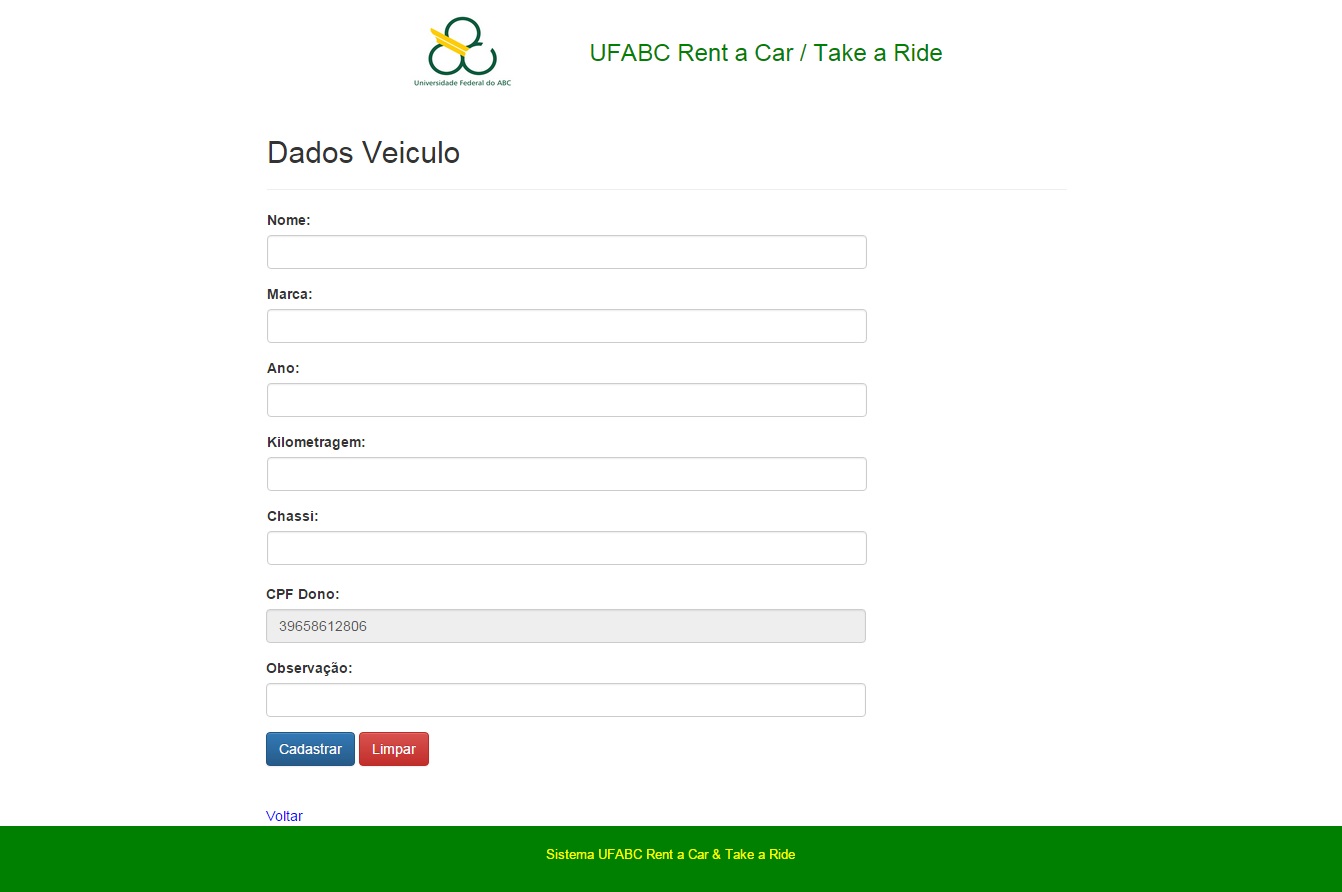 Universidade Federal do ABC
UFABC Rent a Car / Take a Ride
Dados Veiculo
Nome:
Marca:
Ano:
Kilometragem:
Chassi:
CPF Dono:
39658612806
Observação:
Cadastrar Limpar
Voltar
Sistema UFABC Rent a Car & Take a Ride